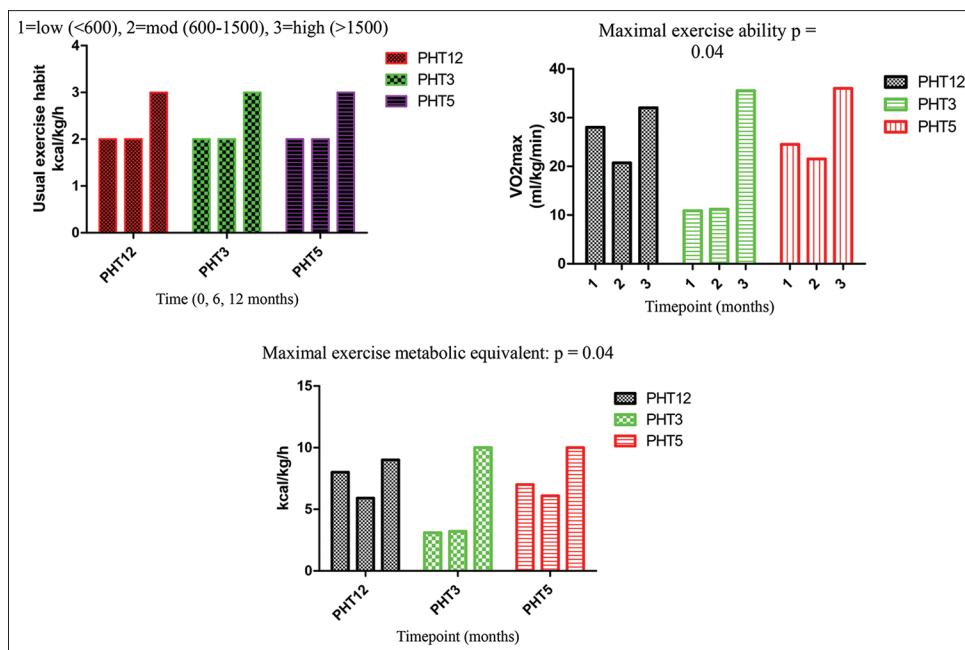 1=low (<600), 2=mod (600-1500), 3=high (>1500)
Usual exercise habit
kcal/kg/h
4
3
2
1
0
PHT12
PHT3
PHT5
PHT12
PHT3
PHT5
Time (0, 6, 12 months)
Maximal exercise ability p =
0.04
VO2max
(ml/kg/min)
40
30
20
10
0
1 2 3 1 2 3 1 2 3
Timepoint (months)
PHT12
PHT3
PHT5
Maximal exercise metabolic equivalent: p = 0.04
kcal/kg/h
15
10
5
0
PHT12
PHT3
PHT5
PHT12
PHT3
PHT5
Timepoint (months)